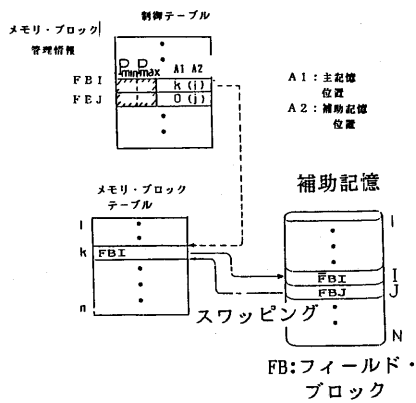 制御テーブル
メモリ・ブロック
管理情報
Pmin Pmax A1 A2
FBI k (i)
FEJ 0 (j)
A1:主記憶
位置
A2:補助記憶
位置
メモリ・ブロック
テーブル
補助記憶
1
k FBI
n
1
FBI I
FBJ J
スワッピング
N
FB:フィールド・
ブロック